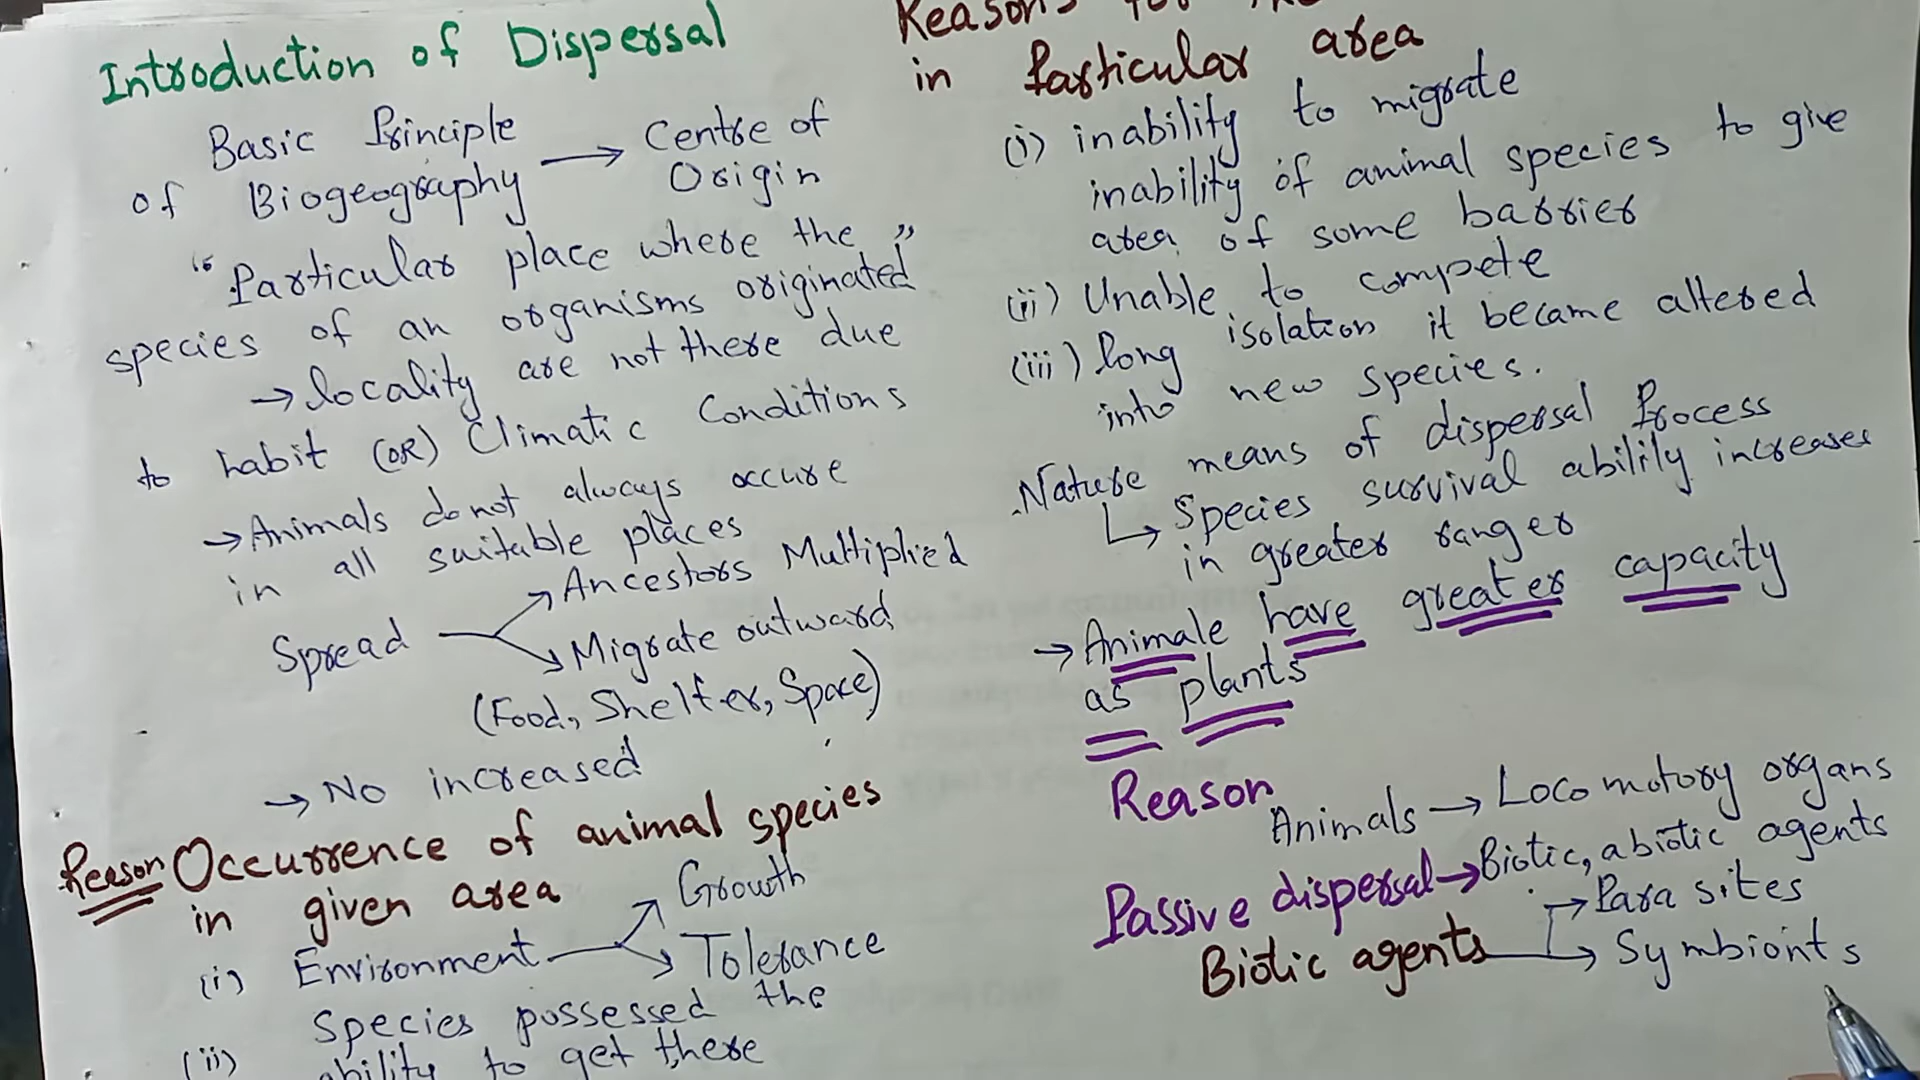 Introduction of Dispersal
Basic Principle
of Biogeography → Centre of
Origin
"Particular place where the"
species of an organisms originated
→ locality are not there due
to habit (OR) Climatic Conditions
→ Animals do not always occure
in all suitable places
Spread → Ancestors Multiplied
→ Migrate outward
(Food, Shelter, Space)
→ No increased
Reason Occurrence of animal species
in given area
(i) Environment → Growth
→ Tolerance
Species possessed the
(ii) ability to get there
Reasons for
in Particular area
(i) inability to migrate
inability of animal species to give
area of some barrier
(ii) Unable to compete
(iii) long isolation it became altered
into new species.
Nature means of dispersal Process
↳ Species survival ability increases
in greater ranger
→ Animale have greater capacity
as plants
Reason
Animals → Locomotory organs
Passive dispersal → Biotic, abiotic agents
Biotic agents → Para sites
→ Symbionts